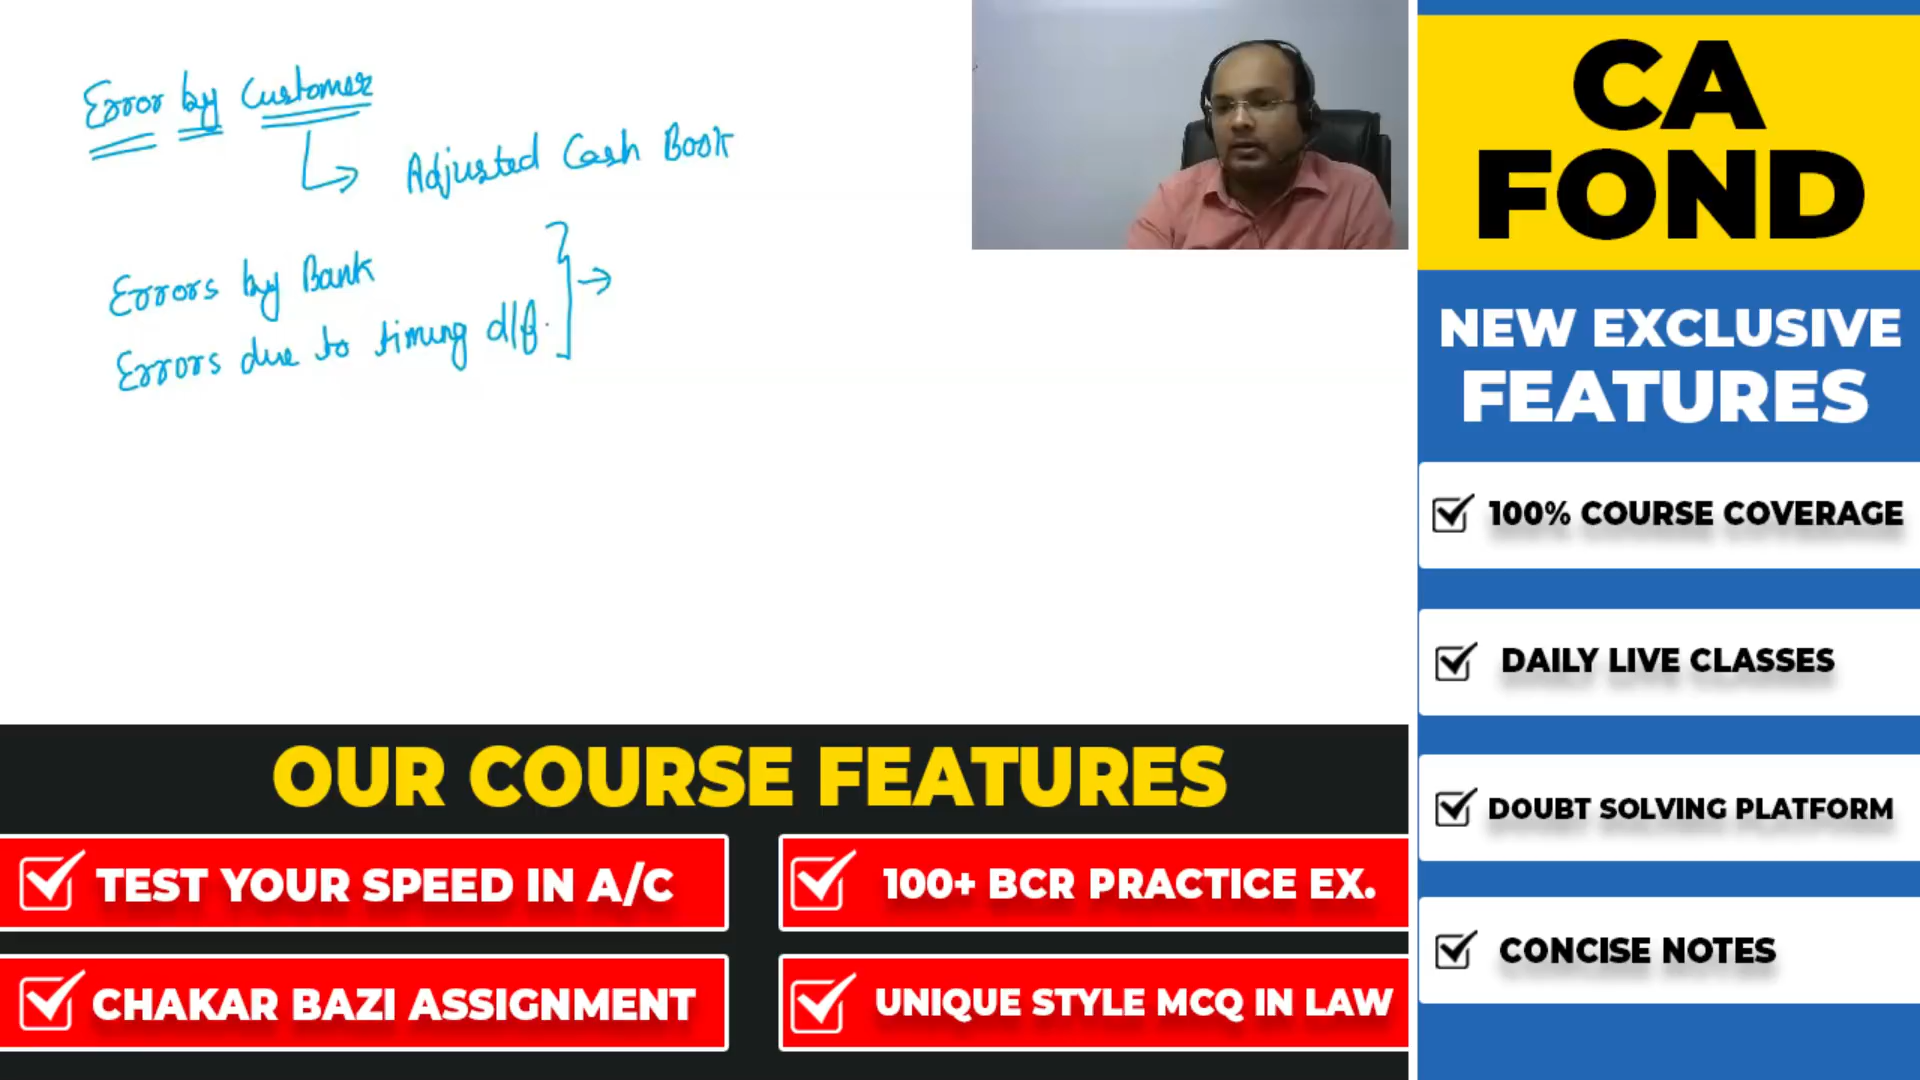 Error by Customer
Adjusted Cash Book
Errors by Bank
Errors due to timing diff.
CA
FOND
NEW EXCLUSIVE
FEATURES
100% COURSE COVERAGE
DAILY LIVE CLASSES
DOUBT SOLVING PLATFORM
CONCISE NOTES
OUR COURSE FEATURES
TEST YOUR SPEED IN A/C
100+ BCR PRACTICE EX.
CHAKAR BAZI ASSIGNMENT
UNIQUE STYLE MCQ IN LAW